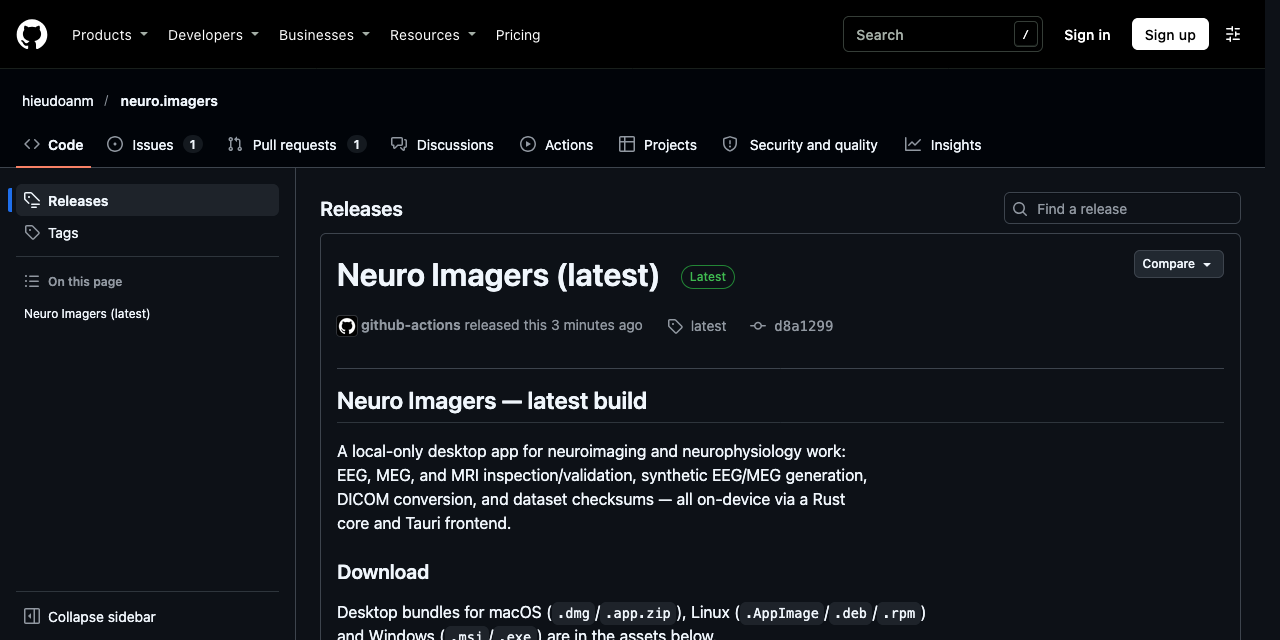 Products Developers Businesses Resources Pricing Search / Sign in Sign up
hieudoanm / neuro.imagers
Code Issues 1 Pull requests 1 Discussions Actions Projects Security and quality Insights
Releases
Tags
On this page
Neuro Imagers (latest)
Collapse sidebar
Releases Find a release
Neuro Imagers (latest) Latest Compare
github-actions released this 3 minutes ago latest d8a1299
Neuro Imagers — latest build
A local-only desktop app for neuroimaging and neurophysiology work:
EEG, MEG, and MRI inspection/validation, synthetic EEG/MEG generation,
DICOM conversion, and dataset checksums — all on-device via a Rust
core and Tauri frontend.
Download
Desktop bundles for macOS (.dmg/.app.zip), Linux (.AppImage/.deb/.rpm)
and Windows (.msi/.exe) are in the assets below.